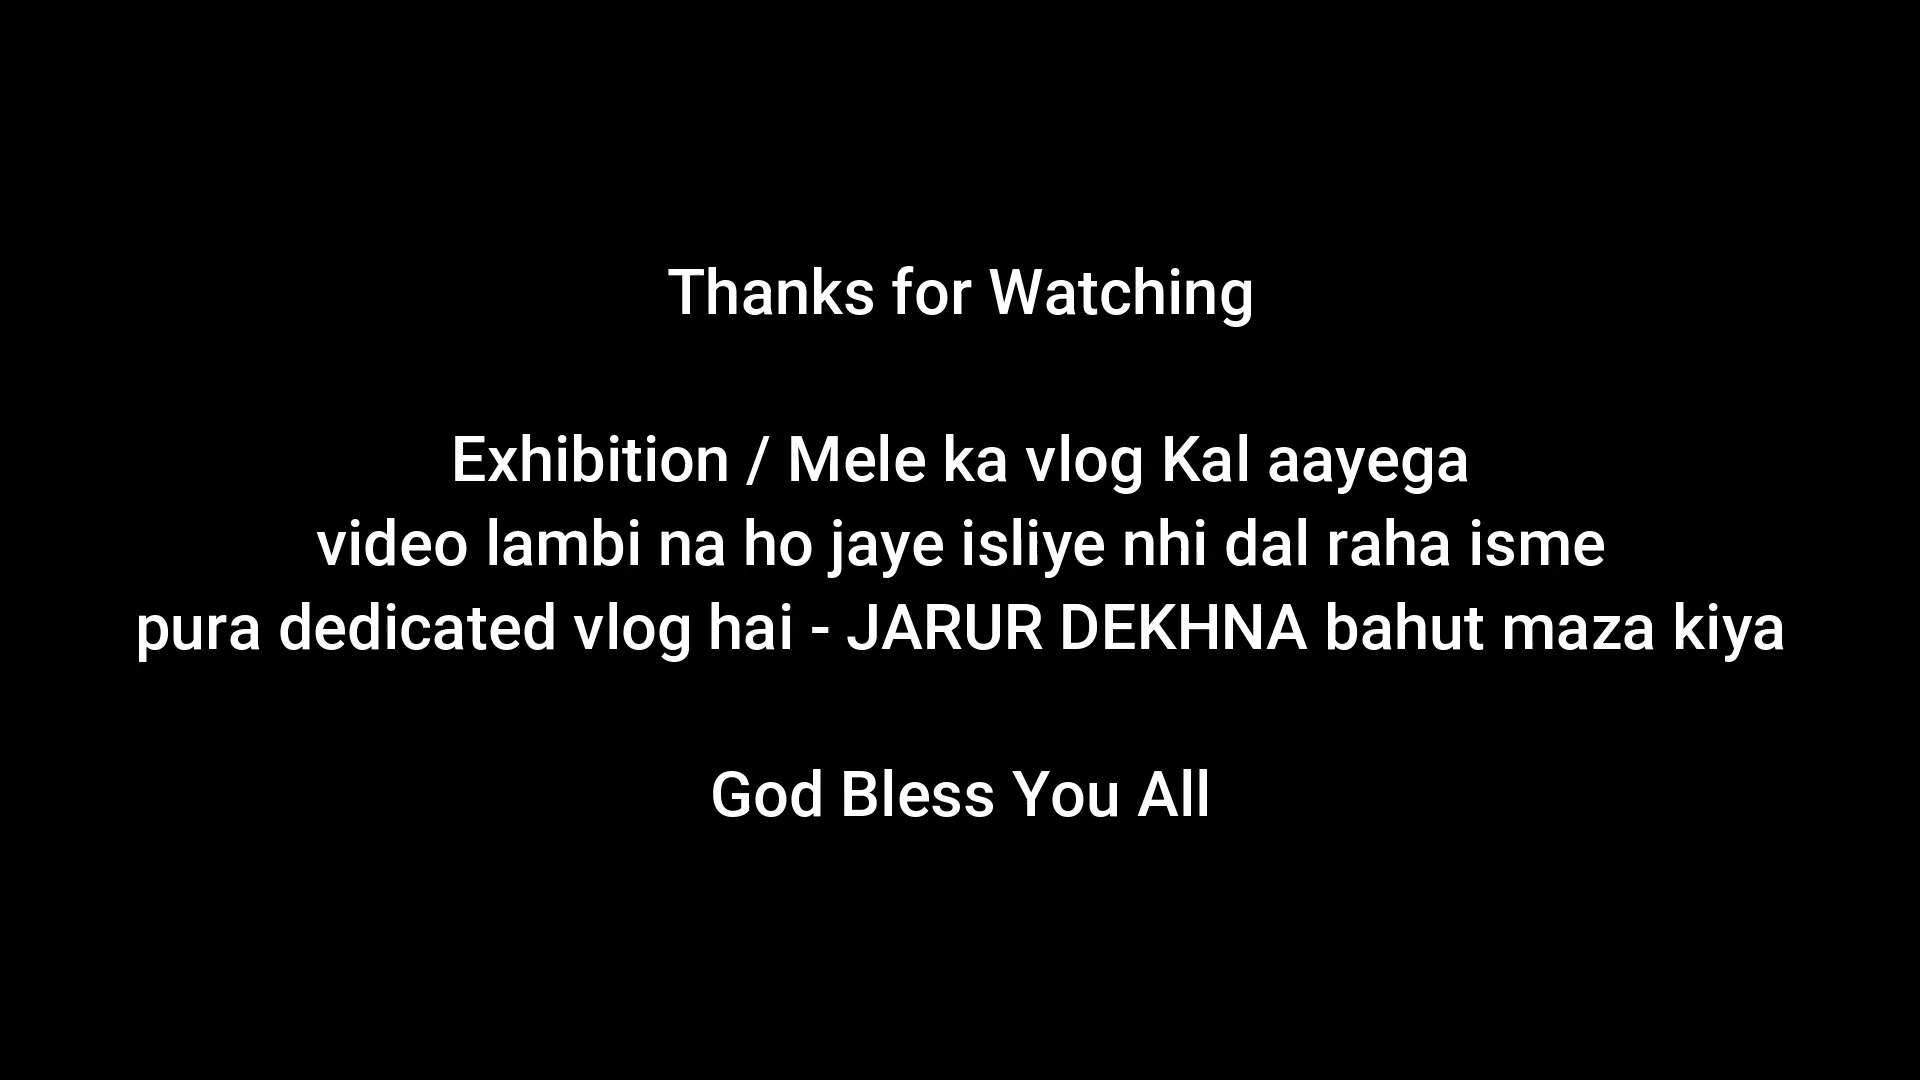 Thanks for Watching
Exhibition / Mele ka vlog Kal aayega
video lambi na ho jaye isliye nhi dal raha isme
pura dedicated vlog hai - JARUR DEKHNA bahut maza kiya
God Bless You All